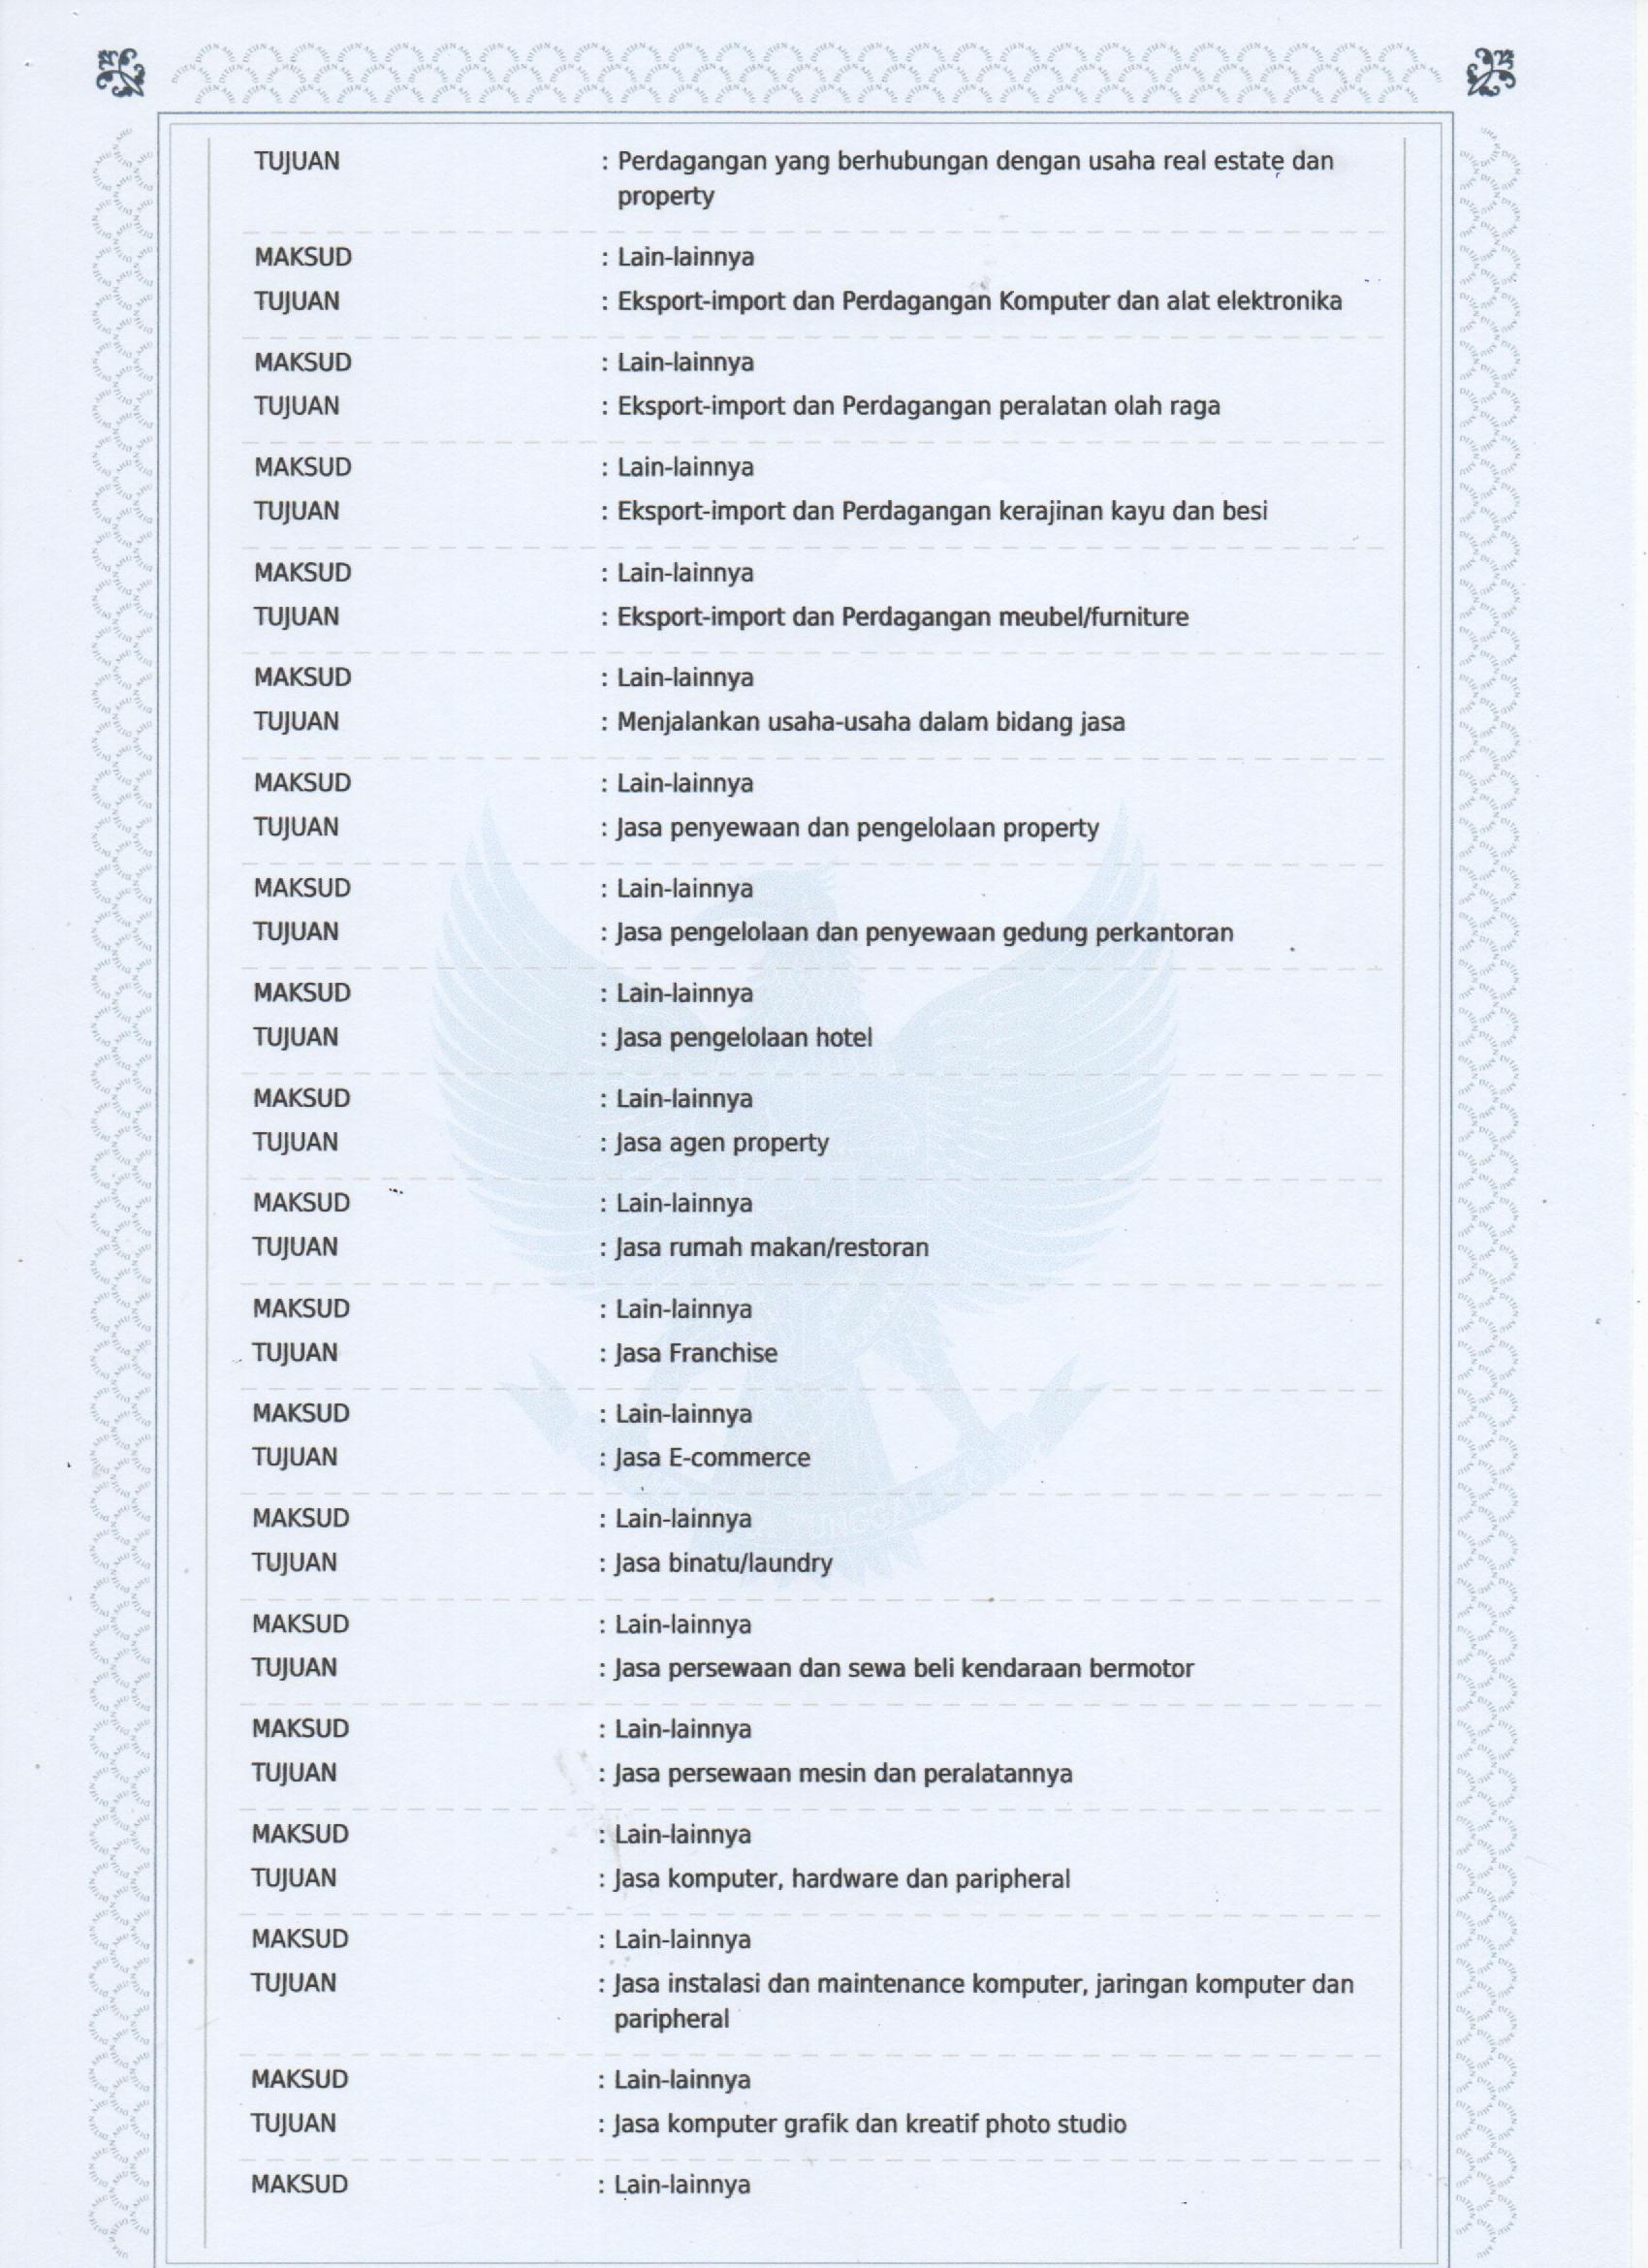 TUJUAN : Perdagangan yang berhubungan dengan usaha real estate dan
property
MAKSUD : Lain-lainnya
TUJUAN : Eksport-import dan Perdagangan Komputer dan alat elektronika
MAKSUD : Lain-lainnya
TUJUAN : Eksport-import dan Perdagangan peralatan olah raga
MAKSUD : Lain-lainnya
TUJUAN : Eksport-import dan Perdagangan kerajinan kayu dan besi
MAKSUD : Lain-lainnya
TUJUAN : Eksport-import dan Perdagangan meubel/furniture
MAKSUD : Lain-lainnya
TUJUAN : Menjalankan usaha-usaha dalam bidang jasa
MAKSUD : Lain-lainnya
TUJUAN : Jasa penyewaan dan pengelolaan property
MAKSUD : Lain-lainnya
TUJUAN : Jasa pengelolaan dan penyewaan gedung perkantoran
MAKSUD : Lain-lainnya
TUJUAN : Jasa pengelolaan hotel
MAKSUD : Lain-lainnya
TUJUAN : Jasa agen property
MAKSUD : Lain-lainnya
TUJUAN : Jasa rumah makan/restoran
MAKSUD : Lain-lainnya
TUJUAN : Jasa Franchise
MAKSUD : Lain-lainnya
TUJUAN : Jasa E-commerce
MAKSUD : Lain-lainnya
TUJUAN : Jasa binatu/laundry
MAKSUD : Lain-lainnya
TUJUAN : Jasa persewaan dan sewa beli kendaraan bermotor
MAKSUD : Lain-lainnya
TUJUAN : Jasa persewaan mesin dan peralatannya
MAKSUD : Lain-lainnya
TUJUAN : Jasa komputer, hardware dan paripheral
MAKSUD : Lain-lainnya
TUJUAN : Jasa instalasi dan maintenance komputer, jaringan komputer dan
paripheral
MAKSUD : Lain-lainnya
TUJUAN : Jasa komputer grafik dan kreatif photo studio
MAKSUD : Lain-lainnya